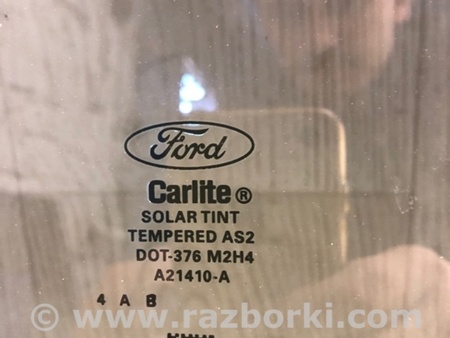 Ford
Carlite®
SOLAR TINT
TEMPERED AS2
DOT-376 M2H4
A21410-A
4 A B
© www.razborki.com